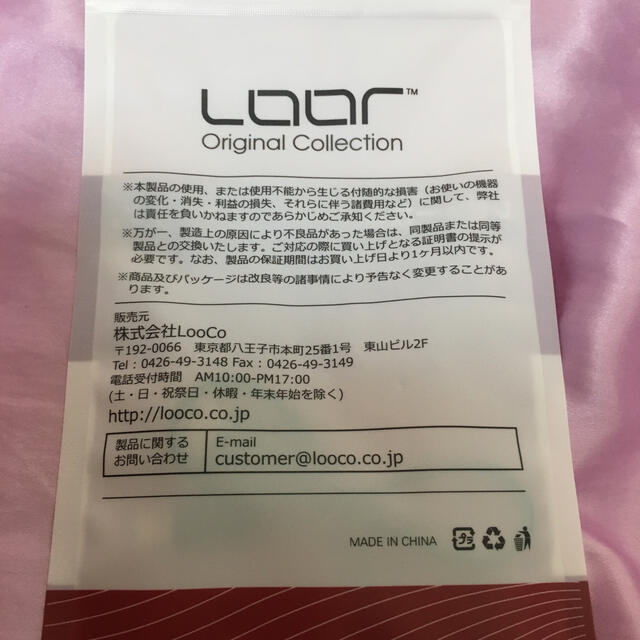 LOOF™
Original Collection
※本製品の使用、または使用不能から生じる付随的な損害（お使いの機器
の変化・消失・利益の損失、それらに伴う諸費用など）に関して、弊社
は責任を負いかねますのであらかじめご承知ください。
※万が一、製造上の原因により不良品があった場合は、同製品または同等
製品との交換いたします。ご対応の際に買い上げとなる証明書の提示が
必要です。なお、製品の保証期間はお買い上げ日より1ヶ月以内です。
※商品及びパッケージは改良等の諸事情により予告なく変更することがあ
ります。
販売元
株式会社LooCo
〒192-0066　東京都八王子市本町25番1号　東山ビル2F
Tel : 0426-49-3148 Fax : 0426-49-3149
電話受付時間　AM10:00-PM17:00
(土・日・祝祭日・休暇・年末年始を除く)
http://looco.co.jp
製品に関する
お問い合わせ
E-mail
customer@looco.co.jp
MADE IN CHINA
プラ